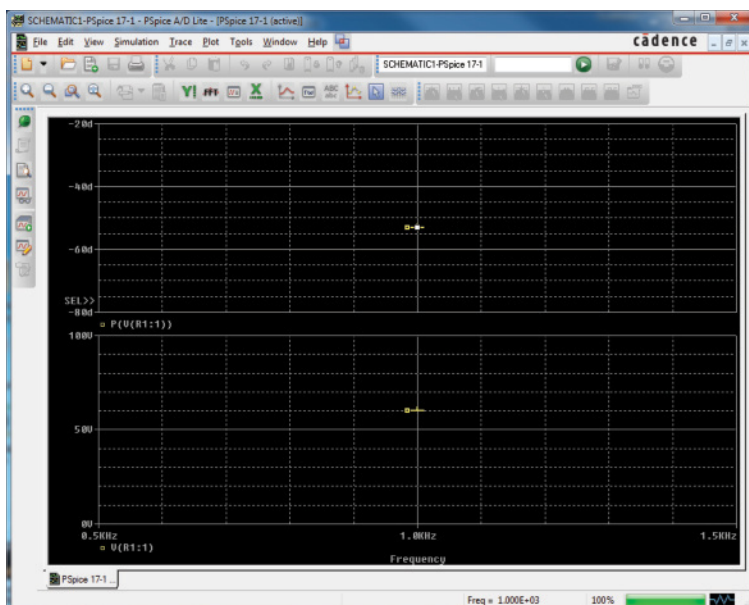 SCHEMATIC1-PSpice 17-1 - PSpice A/D Lite - [PSpice 17-1 (active)]
File Edit View Simulation Trace Plot Tools Window Help
cādence
SCHEMATIC1-PSpice 17-1
-20d
-40d
-60d
SEL>>
-80d
P(V(R1:1))
100V
50V
0V
0.5KHz 1.0KHz 1.5KHz
V(R1:1)
Frequency
PSpice 17-1 ...
Freq = 1.000E+03 100%